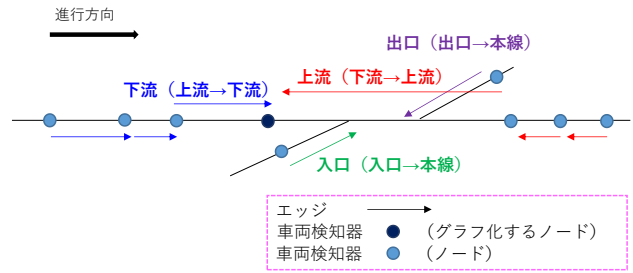 進行方向
出口（出口→本線）
上流（下流→上流）
下流（上流→下流）
入口（入口→本線）
エッジ
車両検知器 （グラフ化するノード）
車両検知器 （ノード）